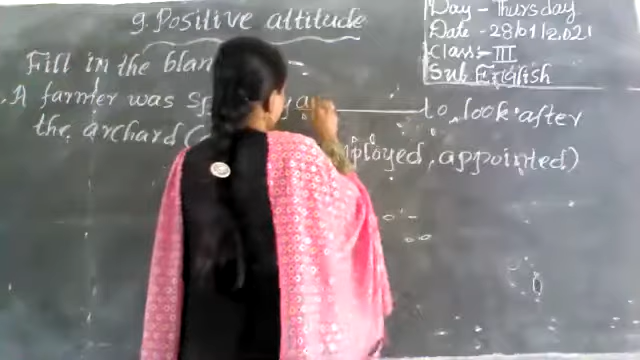 9. Positive attitude
Day - Thursday
Date - 28/01/2021
Class:- III
Sub English
Fill in the blan
A farmer was sp to look after
the archard ( ployed, appointed)